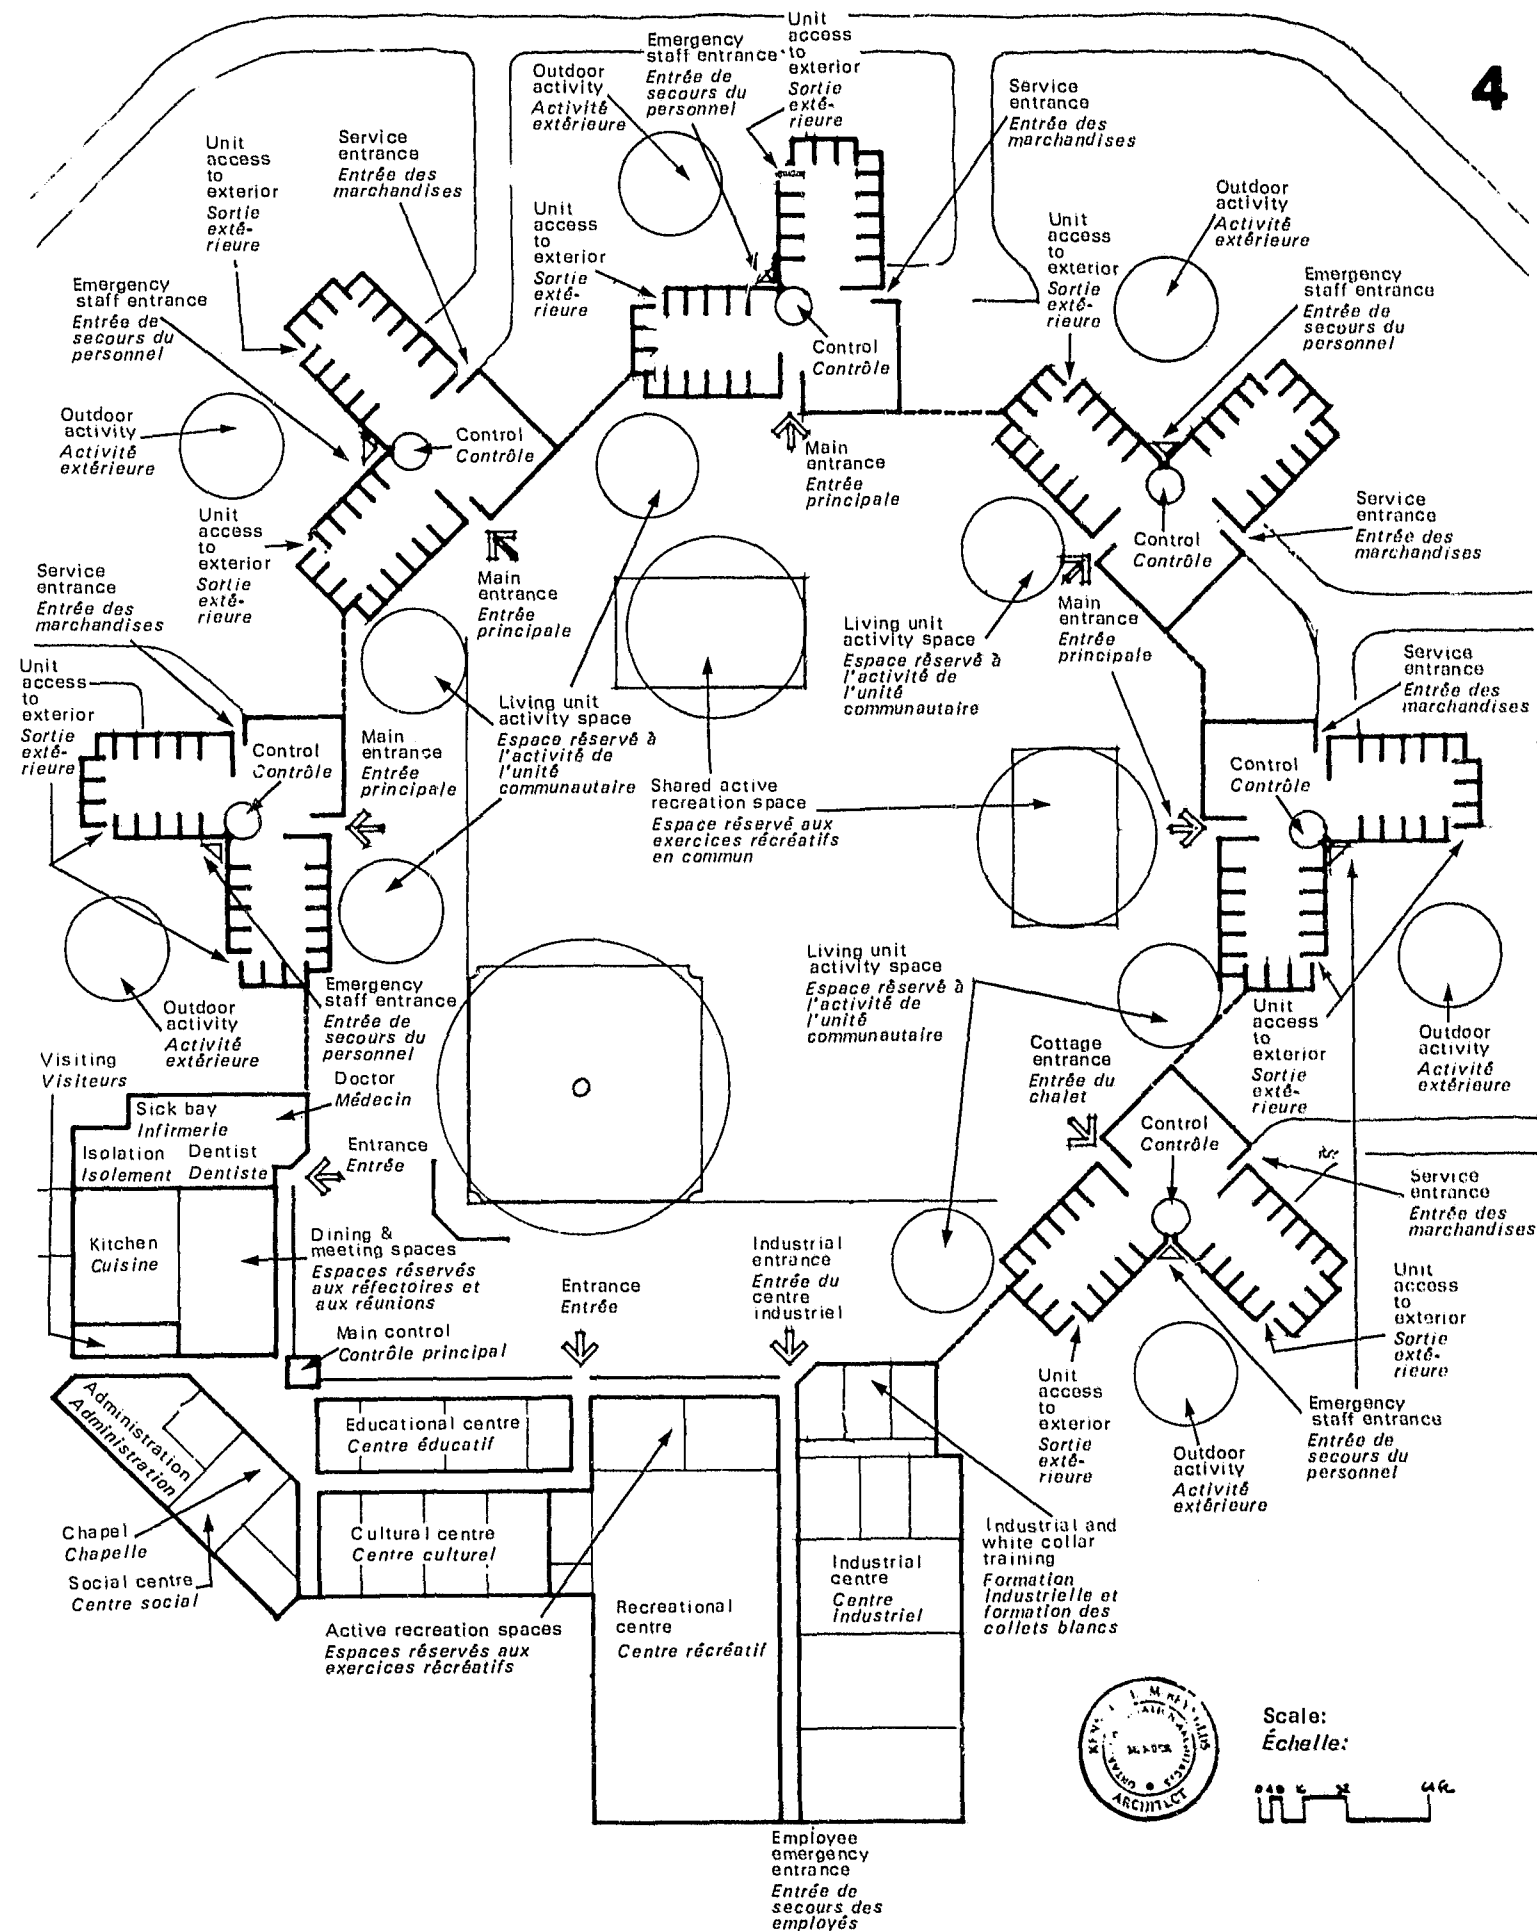 4
Unit
access
to
exterior
Sortie
exté-
rieure
Emergency
staff entrance
Entrée de
secours du
personnel
Outdoor
activity
Activité
extérieure
Service
entrance
Entrée des
marchandises
Service
entrance
Entrée des
marchandises
Unit
access
to
exterior
Sortie
exté-
rieure
Unit
access
to
exterior
Sortie
exté-
rieure
Unit
access
to
exterior
Sortie
exté-
rieure
Outdoor
activity
Activité
extérieure
Emergency
staff entrance
Entrée de
secours du
personnel
Emergency
staff entrance
Entrée de
secours du
personnel
Control
Contrôle
Outdoor
activity
Activité
extérieure
Control
Contrôle
Main
entrance
Entrée
principale
Unit
access
to
exterior
Sortie
exté-
rieure
Service
entrance
Entrée des
marchandises
Control
Contrôle
Service
entrance
Entrée des
marchandises
Main
entrance
Entrée
principale
Main
entrance
Entrée
principale
Living unit
activity space
Espace réservé à
l'activité de
l'unité
communautaire
Service
entrance
Entrée des
marchandises
Unit
access
to
exterior
Sortie
exté-
rieure
Control
Contrôle
Main
entrance
Entrée
principale
Living unit
activity space
Espace réservé à
l'activité de
l'unité
communautaire
Shared active
recreation space
Espace réservé aux
exercices récréatifs
en commun
Control
Contrôle
Living unit
activity space
Espace réservé à
l'activité de
l'unité
communautaire
Emergency
staff entrance
Entrée de
secours du
personnel
Outdoor
activity
Activité
extérieure
Unit
access
to
exterior
Sortie
exté-
rieure
Outdoor
activity
Activité
extérieure
Cottage
entrance
Entrée du
chalet
Visiting
Visiteurs
Doctor
Médecin
Sick bay
Infirmerie
Isolation
Isolement
Dentist
Dentiste
Entrance
Entrée
Control
Contrôle
Service
entrance
Entrée des
marchandises
Kitchen
Cuisine
Dining &
meeting spaces
Espaces réservés
aux réfectoires et
aux réunions
Entrance
Entrée
Industrial
entrance
Entrée du
centre
industriel
Unit
access
to
exterior
Sortie
exté-
rieure
Main control
Contrôle principal
Unit
access
to
exterior
Sortie
exté-
rieure
Emergency
staff entrance
Entrée de
secours du
personnel
Outdoor
activity
Activité
extérieure
Administration
Administration
Educational centre
Centre éducatif
Chapel
Chapelle
Social centre
Centre social
Cultural centre
Centre culturel
Industrial
centre
Centre
industriel
Industrial and
white collar
training
Formation
Industrielle et
formation des
collets blancs
Active recreation spaces
Espaces réservés aux
exercices récréatifs
Recreational
centre
Centre récréatif
ARCHITECT
Scale:
Échelle:
Employee
emergency
entrance
Entrée de
secours des
employés